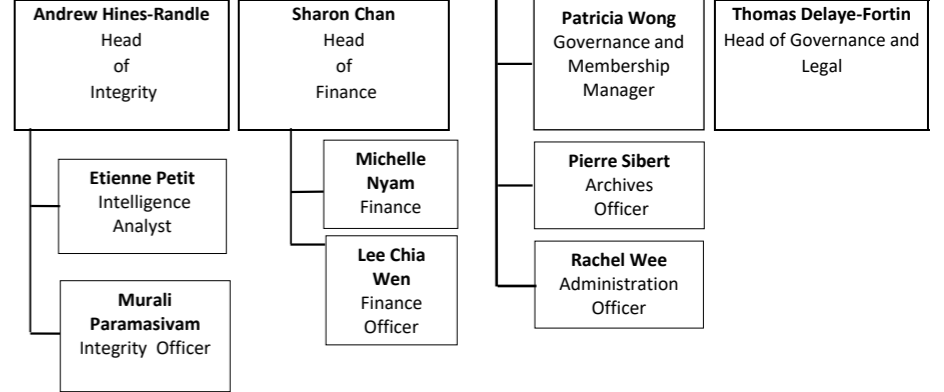 Andrew Hines-Randle
Head
of
Integrity
Sharon Chan
Head
of
Finance
Patricia Wong
Governance and
Membership
Manager
Thomas Delaye-Fortin
Head of Governance and
Legal
Etienne Petit
Intelligence
Analyst
Murali
Paramasivam
Integrity Officer
Michelle
Nyam
Finance
Lee Chia
Wen
Finance
Officer
Pierre Sibert
Archives
Officer
Rachel Wee
Administration
Officer